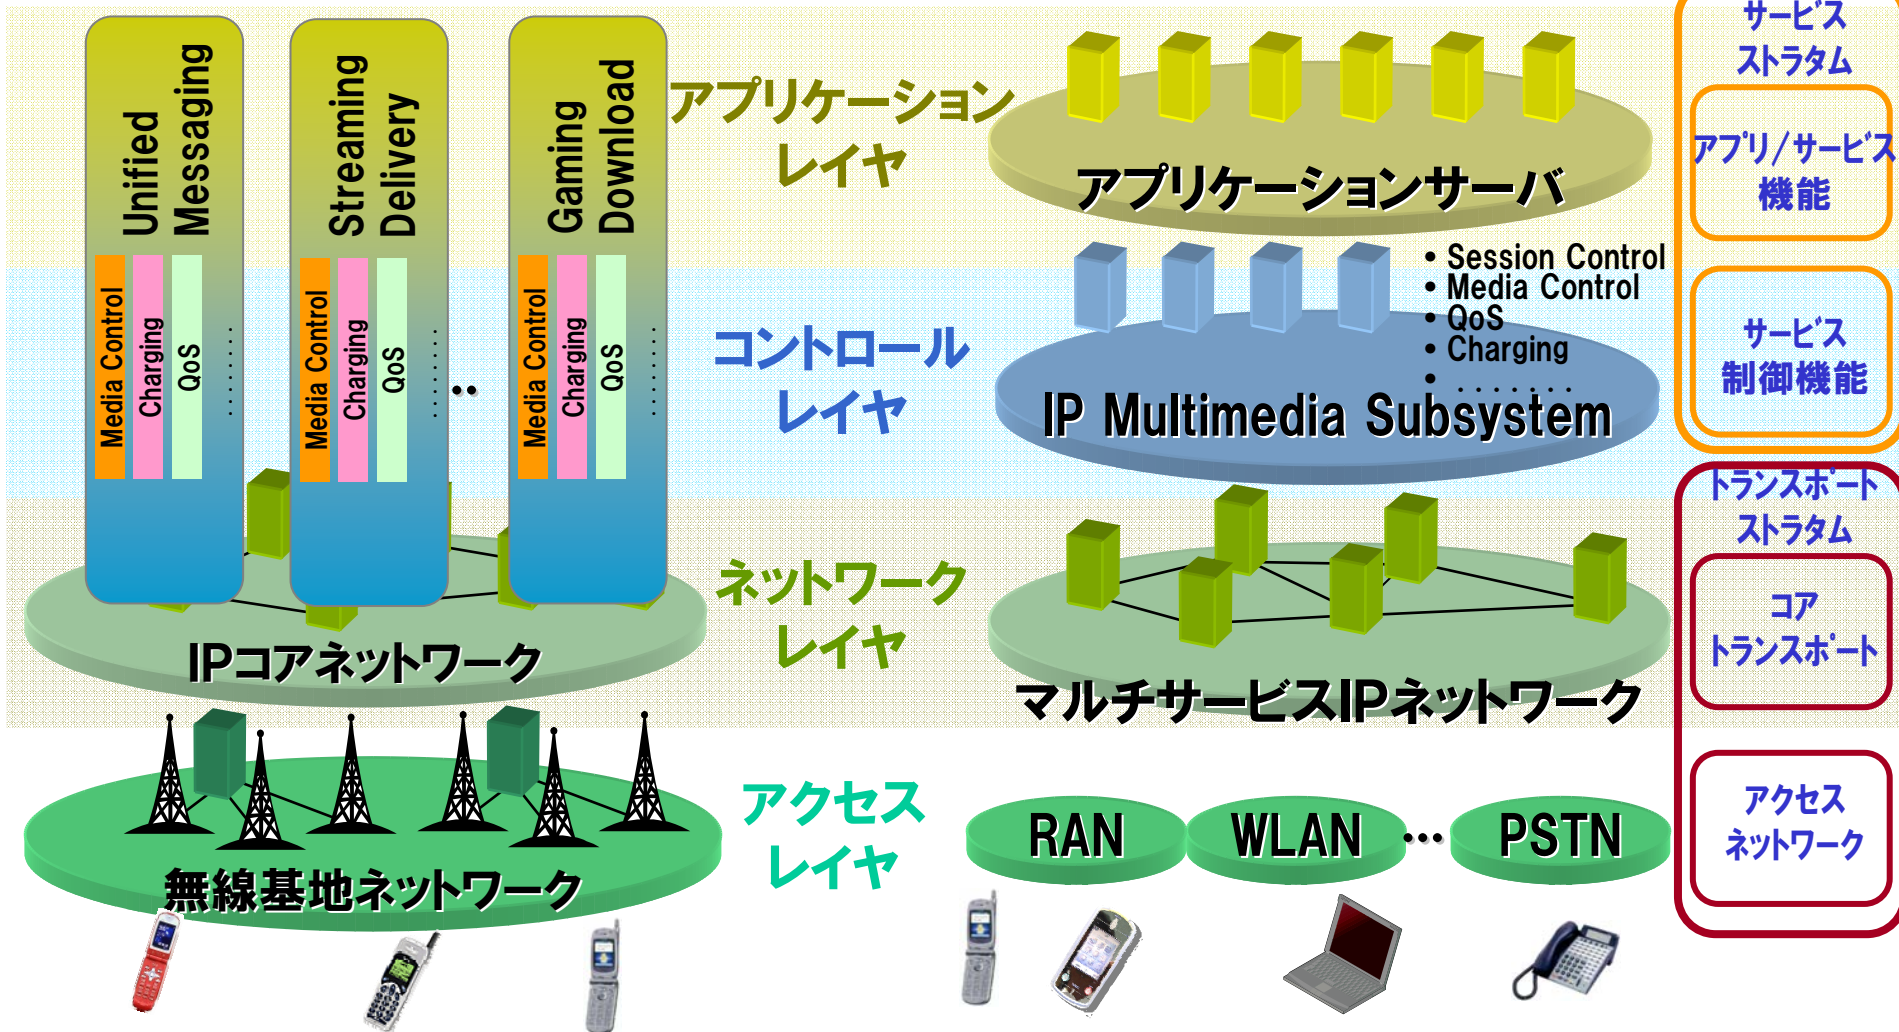 Unified
Messaging
Media Control
Charging
QoS
.......
Streaming
Delivery
Media Control
Charging
QoS
.......
..
Gaming
Download
Media Control
Charging
QoS
.......
IPコアネットワーク
無線基地ネットワーク
アプリケーション
レイヤ
コントロール
レイヤ
ネットワーク
レイヤ
アクセス
レイヤ
アプリケーションサーバ
• Session Control
• Media Control
• QoS
• Charging
• .......
IP Multimedia Subsystem
マルチサービスIPネットワーク
RAN
WLAN
…
PSTN
サービス
ストラタム
アプリ/サービス
機能
サービス
制御機能
トランスポート
ストラタム
コア
トランスポート
アクセス
ネットワーク